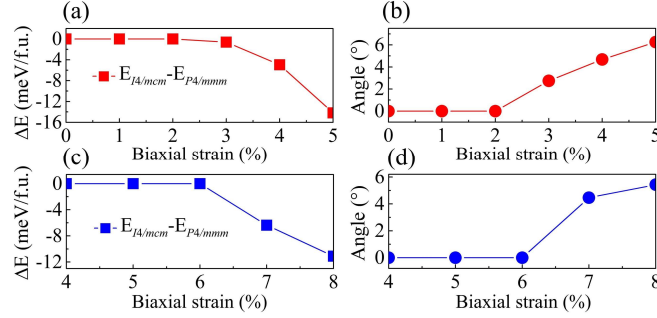 (a)
ΔE (meV/f.u.)
0
-4
-8
-12
-16
E_{I4/mcm}-E_{P4/mmm}
0 1 2 3 4 5
Biaxial strain (%)
(b)
Angle (°)
6
4
2
0
0 1 2 3 4 5
Biaxial strain (%)
(c)
ΔE (meV/f.u.)
0
-4
-8
-12
E_{I4/mcm}-E_{P4/mmm}
4 5 6 7 8
Biaxial strain (%)
(d)
Angle (°)
6
4
2
0
4 5 6 7 8
Biaxial strain (%)